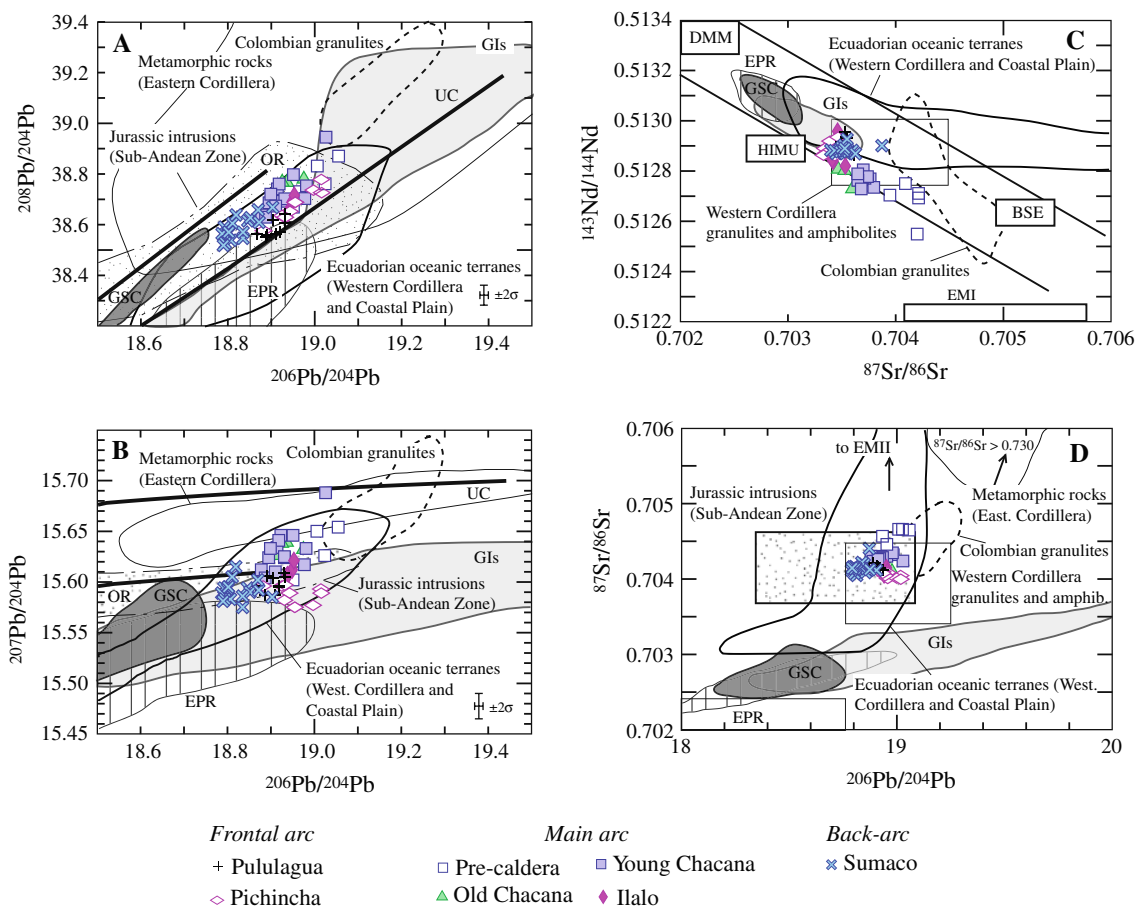 A
39.4
39.2
39.0
38.8
38.6
38.4
208Pb/204Pb
18.6
18.8
19.0
19.2
19.4
206Pb/204Pb
Colombian granulites
GIs
Metamorphic rocks
(Eastern Cordillera)
UC
Jurassic intrusions
(Sub-Andean Zone)
OR
GSC
EPR
Ecuadorian oceanic terranes
(Western Cordillera
and Coastal Plain)
±2σ
C
0.5134
0.5132
0.5130
0.5128
0.5126
0.5124
0.5122
143Nd/144Nd
0.702
0.703
0.704
0.705
0.706
87Sr/86Sr
DMM
Ecuadorian oceanic terranes
(Western Cordillera and Coastal Plain)
EPR
GSC
GIs
HIMU
Western Cordillera
granulites and amphibolites
BSE
Colombian granulites
EMI
B
15.70
15.65
15.60
15.55
15.50
15.45
207Pb/204Pb
18.6
18.8
19.0
19.2
19.4
206Pb/204Pb
Colombian granulites
Metamorphic rocks
(Eastern Cordillera)
UC
GIs
OR
GSC
Jurassic intrusions
(Sub-Andean Zone)
Ecuadorian oceanic terranes
(West. Cordillera and
Coastal Plain)
EPR
±2σ
D
0.706
0.705
0.704
0.703
0.702
87Sr/86Sr
18
19
20
206Pb/204Pb
to EMII
87Sr/86Sr > 0.730
Jurassic intrusions
(Sub-Andean Zone)
Metamorphic rocks
(East. Cordillera)
Colombian granulites
Western Cordillera
granulites and amphib.
GIs
GSC
Ecuadorian oceanic terranes (West.
Cordillera and Coastal Plain)
EPR
Frontal arc
Main arc
Back-arc
Pululagua
Pre-caldera
Young Chacana
Sumaco
Pichincha
Old Chacana
Ilalo